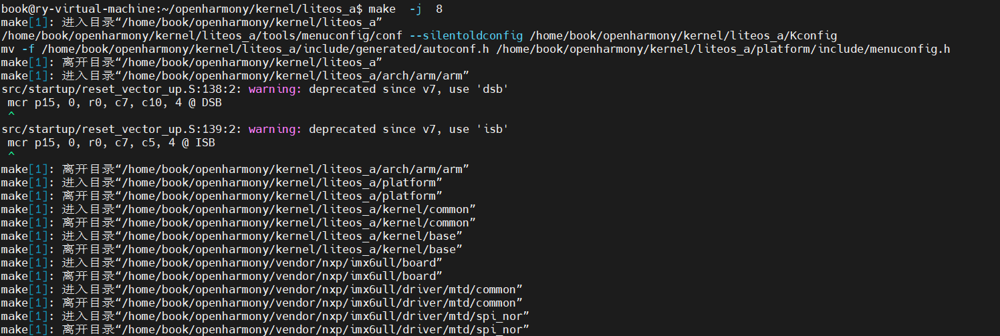 book@ry-virtual-machine:~/openharmony/kernel/liteos_a$ make  -j  8
make[1]: 进入目录“/home/book/openharmony/kernel/liteos_a”
/home/book/openharmony/kernel/liteos_a/tools/menuconfig/conf --silentoldconfig /home/book/openharmony/kernel/liteos_a/Kconfig
mv -f /home/book/openharmony/kernel/liteos_a/include/generated/autoconf.h /home/book/openharmony/kernel/liteos_a/platform/include/menuconfig.h
make[1]: 离开目录“/home/book/openharmony/kernel/liteos_a”
make[1]: 进入目录“/home/book/openharmony/kernel/liteos_a/arch/arm/arm”
src/startup/reset_vector_up.S:138:2: warning: deprecated since v7, use 'dsb'
 mcr p15, 0, r0, c7, c10, 4 @ DSB
 ^
src/startup/reset_vector_up.S:139:2: warning: deprecated since v7, use 'isb'
 mcr p15, 0, r0, c7, c5, 4 @ ISB
 ^
make[1]: 离开目录“/home/book/openharmony/kernel/liteos_a/arch/arm/arm”
make[1]: 进入目录“/home/book/openharmony/kernel/liteos_a/platform”
make[1]: 离开目录“/home/book/openharmony/kernel/liteos_a/platform”
make[1]: 进入目录“/home/book/openharmony/kernel/liteos_a/kernel/common”
make[1]: 离开目录“/home/book/openharmony/kernel/liteos_a/kernel/common”
make[1]: 进入目录“/home/book/openharmony/kernel/liteos_a/kernel/base”
make[1]: 离开目录“/home/book/openharmony/kernel/liteos_a/kernel/base”
make[1]: 进入目录“/home/book/openharmony/vendor/nxp/imx6ull/board”
make[1]: 离开目录“/home/book/openharmony/vendor/nxp/imx6ull/board”
make[1]: 进入目录“/home/book/openharmony/vendor/nxp/imx6ull/driver/mtd/common”
make[1]: 离开目录“/home/book/openharmony/vendor/nxp/imx6ull/driver/mtd/common”
make[1]: 进入目录“/home/book/openharmony/vendor/nxp/imx6ull/driver/mtd/spi_nor”
make[1]: 离开目录“/home/book/openharmony/vendor/nxp/imx6ull/driver/mtd/spi_nor”